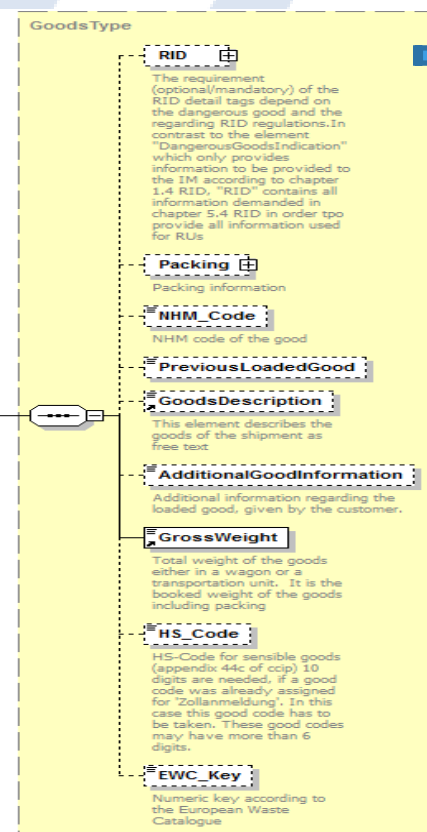 GoodsType
RID
The requirement
(optional/mandatory) of the
RID detail tags depend on
the dangerous good and the
regarding RID regulations.In
contrast to the element
"DangerousGoodsIndication"
which only provides
information to be provided to
the IM according to chapter
1.4 RID, "RID" contains all
information demanded in
chapter 5.4 RID in order tpo
provide all information used
for RUs
Packing
Packing information
NHM_Code
NHM code of the good
PreviousLoadedGood
GoodsDescription
This element describes the
goods of the shipment as
free text
AdditionalGoodInformation
Additional information regarding the
loaded good, given by the customer.
GrossWeight
Total weight of the goods
either in a wagon or a
transportation unit.  It is the
booked weight of the goods
including packing
HS_Code
HS-Code for sensible goods
(appendix 44c of ccip) 10
digits are needed, if a good
code was already assigned
for 'Zollanmeldung'. In this
case this good code has to
be taken. These good codes
may have more than 6
digits.
EWC_Key
Numeric key according to
the European Waste
Catalogue